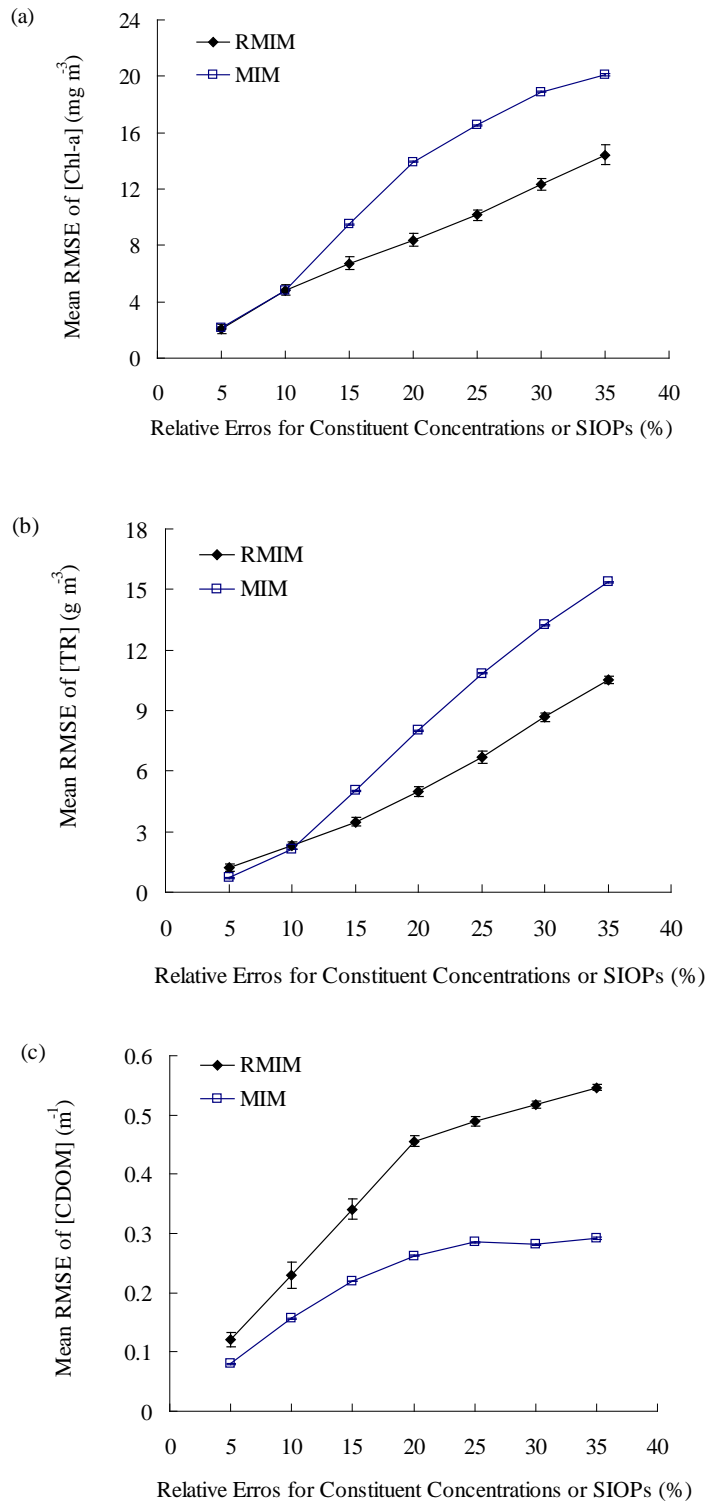 (a)
RMIM
MIM
Mean RMSE of [Chl-a] (mg m-3)
24
20
16
12
8
4
0
0 5 10 15 20 25 30 35 40
Relative Erros for Constituent Concentrations or SIOPs (%)
(b)
RMIM
MIM
Mean RMSE of [TR] (g m-3)
18
15
12
9
6
3
0
0 5 10 15 20 25 30 35 40
Relative Erros for Constituent Concentrations or SIOPs (%)
(c)
RMIM
MIM
Mean RMSE of [CDOM] (m-1)
0.6
0.5
0.4
0.3
0.2
0.1
0
0 5 10 15 20 25 30 35 40
Relative Erros for Constituent Concentrations or SIOPs (%)